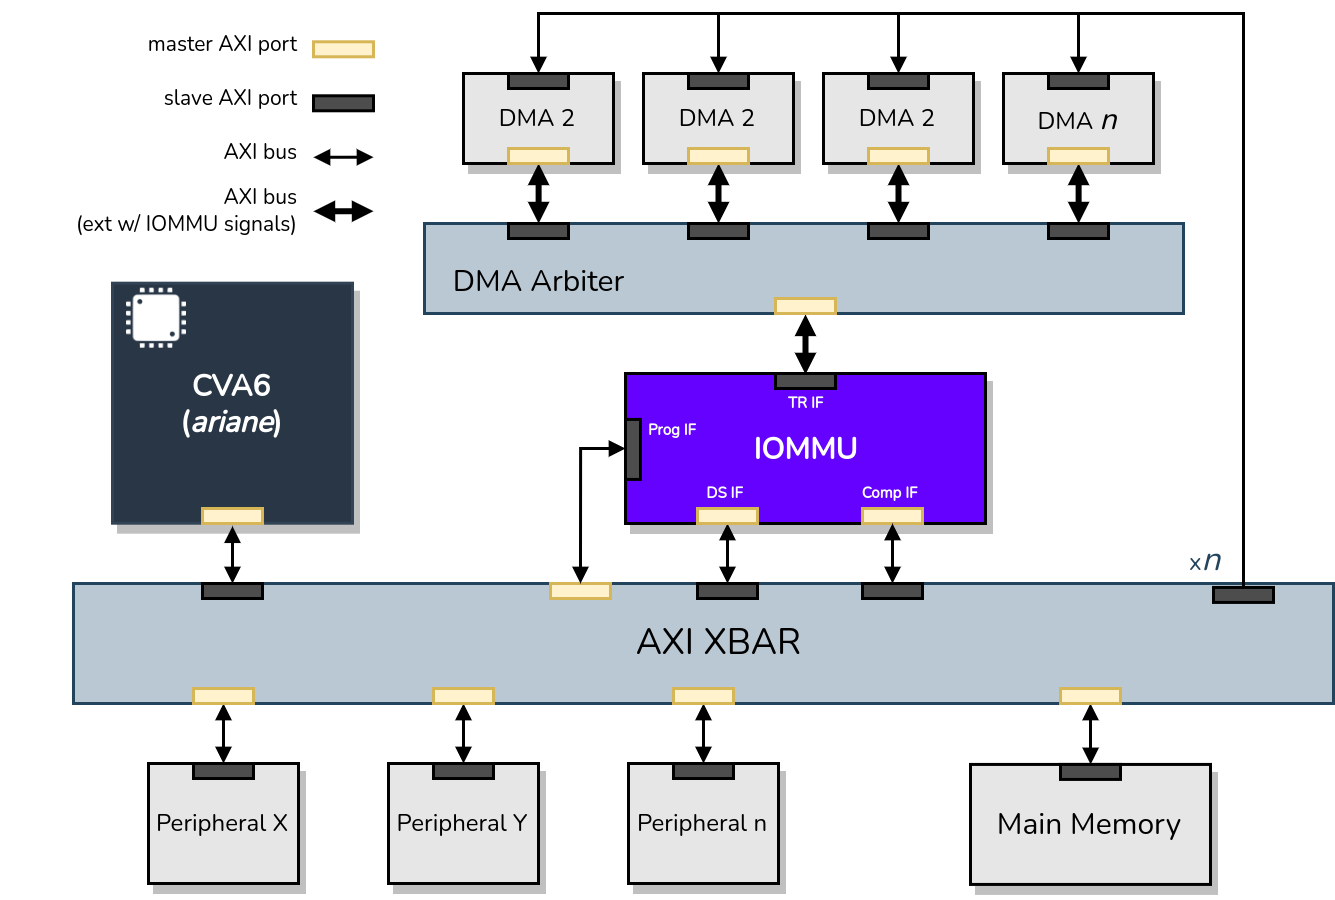 master AXI port
slave AXI port
AXI bus
AXI bus
(ext w/ IOMMU signals)
DMA 2
DMA 2
DMA 2
DMA n
DMA Arbiter
CVA6
(ariane)
TR IF
Prog IF
IOMMU
DS IF
Comp IF
xn
AXI XBAR
Peripheral X
Peripheral Y
Peripheral n
Main Memory